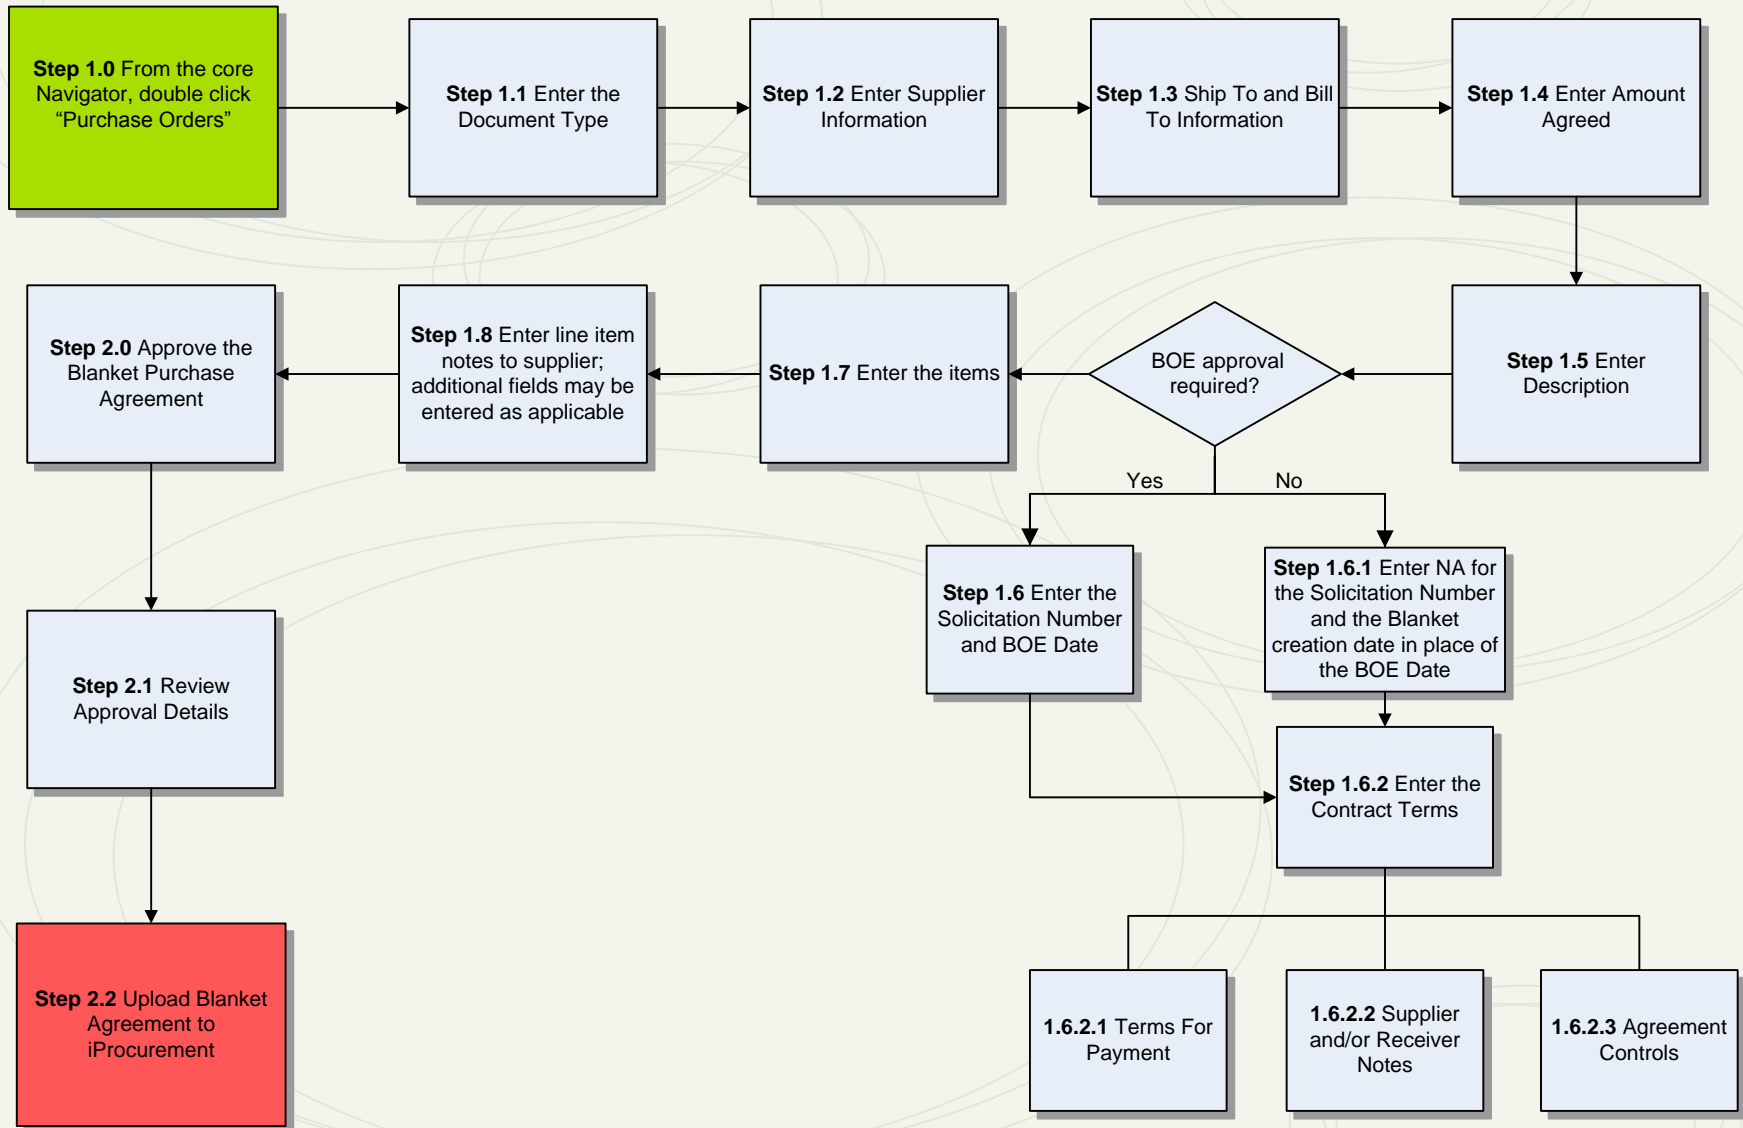 Step 1.0 From the core
Navigator, double click
“Purchase Orders”
Step 1.1 Enter the
Document Type
Step 1.2 Enter Supplier
Information
Step 1.3 Ship To and Bill
To Information
Step 1.4 Enter Amount
Agreed
Step 1.5 Enter
Description
BOE approval
required?
Step 1.7 Enter the items
Step 1.8 Enter line item
notes to supplier;
additional fields may be
entered as applicable
Step 2.0 Approve the
Blanket Purchase
Agreement
Yes
No
Step 1.6 Enter the
Solicitation Number
and BOE Date
Step 1.6.1 Enter NA for
the Solicitation Number
and the Blanket
creation date in place of
the BOE Date
Step 2.1 Review
Approval Details
Step 1.6.2 Enter the
Contract Terms
Step 2.2 Upload Blanket
Agreement to
iProcurement
1.6.2.1 Terms For
Payment
1.6.2.2 Supplier
and/or Receiver
Notes
1.6.2.3 Agreement
Controls